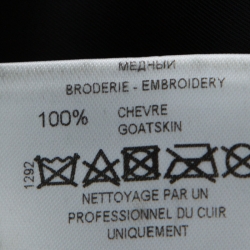 МЕДНЫЙ
BRODERIE - EMBROIDERY
100% CHEVRE
GOATSKIN
1292
NETTOYAGE PAR UN
PROFESSIONNEL DU CUIR
UNIQUEMENT